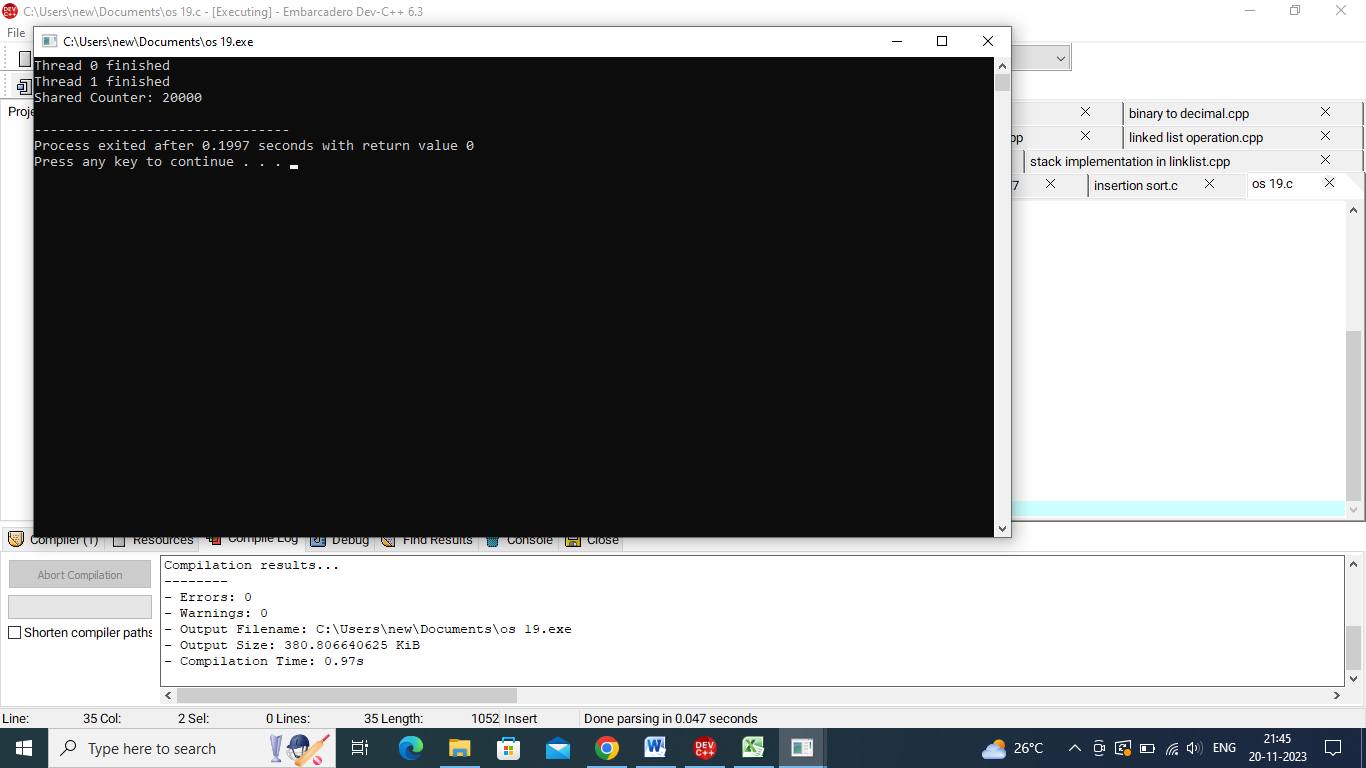 C:\Users\new\Documents\os 19.c - [Executing] - Embarcadero Dev-C++ 6.3
File
C:\Users\new\Documents\os 19.exe
Thread 0 finished
Thread 1 finished
Shared Counter: 20000
--------------------------------
Process exited after 0.1997 seconds with return value 0
Press any key to continue . . .
Proje
binary to decimal.cpp
pp
linked list operation.cpp
stack implementation in linklist.cpp
7
insertion sort.c
os 19.c
Compiler (1) Resources Compile Log Debug Find Results Console Close
Abort Compilation
Shorten compiler paths
Compilation results...
--------
- Errors: 0
- Warnings: 0
- Output Filename: C:\Users\new\Documents\os 19.exe
- Output Size: 380.806640625 KiB
- Compilation Time: 0.97s
Line: 35 Col: 2 Sel: 0 Lines: 35 Length: 1052 Insert Done parsing in 0.047 seconds
Type here to search
DEV C++
26°C
ENG
21:45
20-11-2023